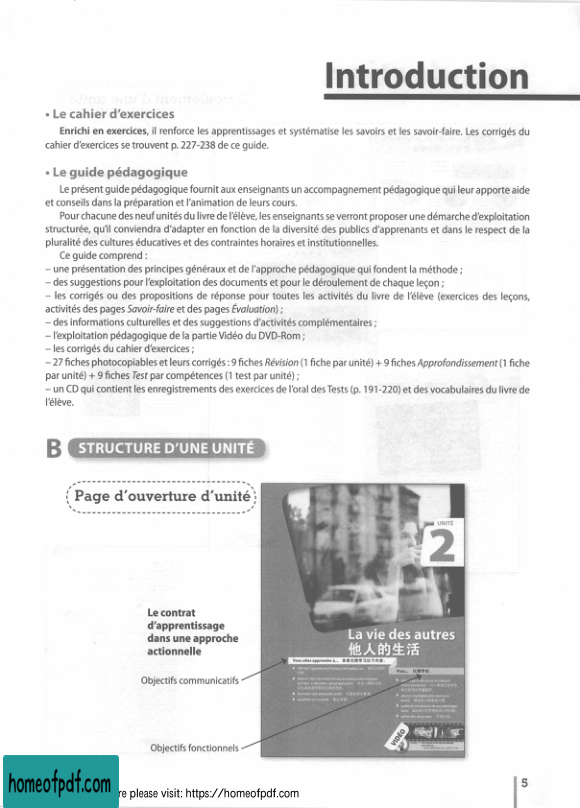 Introduction
• Le cahier d'exercices
Enrichi en exercices, il renforce les apprentissages et systématise les savoirs et les savoir-faire. Les corrigés du
cahier d'exercices se trouvent p. 227-238 de ce guide.
• Le guide pédagogique
Le présent guide pédagogique fournit aux enseignants un accompagnement pédagogique qui leur apporte aide
et conseils dans la préparation et l'animation de leurs cours.
Pour chacune des neuf unités du livre de l'élève, les enseignants se verront proposer une démarche d'exploitation
structurée, qu'il conviendra d'adapter en fonction de la diversité des publics d'apprenants et dans le respect de la
pluralité des cultures éducatives et des contraintes horaires et institutionnelles.
Ce guide comprend :
– une présentation des principes généraux et de l'approche pédagogique qui fondent la méthode ;
– des suggestions pour l'exploitation des documents et pour le déroulement de chaque leçon ;
– les corrigés ou des propositions de réponse pour toutes les activités du livre de l'élève (exercices des leçons,
activités des pages Savoir-faire et des pages Évaluation) ;
– des informations culturelles et des suggestions d'activités complémentaires ;
– l'exploitation pédagogique de la partie Vidéo du DVD-Rom ;
– les corrigés du cahier d'exercices ;
– 27 fiches photocopiables et leurs corrigés : 9 fiches Révision (1 fiche par unité) + 9 fiches Approfondissement (1 fiche
par unité) + 9 fiches Test par compétences (1 test par unité) ;
– un CD qui contient les enregistrements des exercices de l'oral des Tests (p. 191-220) et des vocabulaires du livre de
l'élève.
B STRUCTURE D'UNE UNITÉ
Page d'ouverture d'unité
UNITÉ
2
La vie des autres
他人的生活
Le contrat
d'apprentissage
dans une approche
actionnelle
Objectifs communicatifs
Objectifs fonctionnels
Vous allez apprendre à...
Pour...
VIDÉO
5
homeofpdf.com
re please visit: https://homeofpdf.com